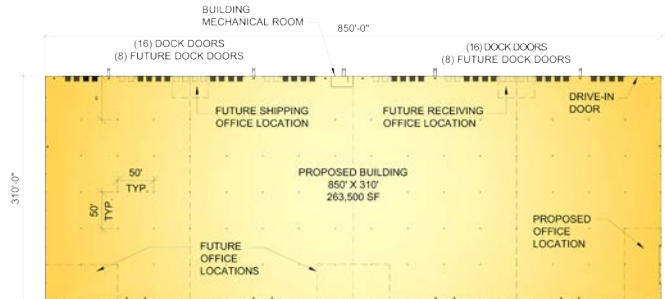 BUILDING
MECHANICAL ROOM
850'-0"
(16) DOCK DOORS
(8) FUTURE DOCK DOORS
(16) DOCK DOORS
(8) FUTURE DOCK DOORS
FUTURE SHIPPING
OFFICE LOCATION
FUTURE RECEIVING
OFFICE LOCATION
DRIVE-IN
DOOR
310'-0"
50'
TYP.
50'
TYP.
PROPOSED BUILDING
850' X 310'
263,500 SF
FUTURE
OFFICE
LOCATIONS
PROPOSED
OFFICE
LOCATION